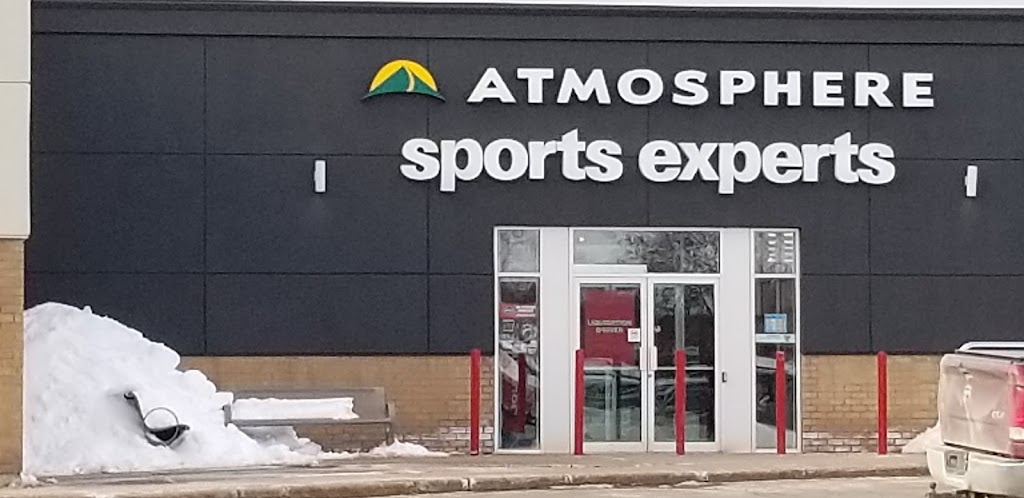 ATMOSPHERE
sports experts
LIQUIDATION
D'HIVER